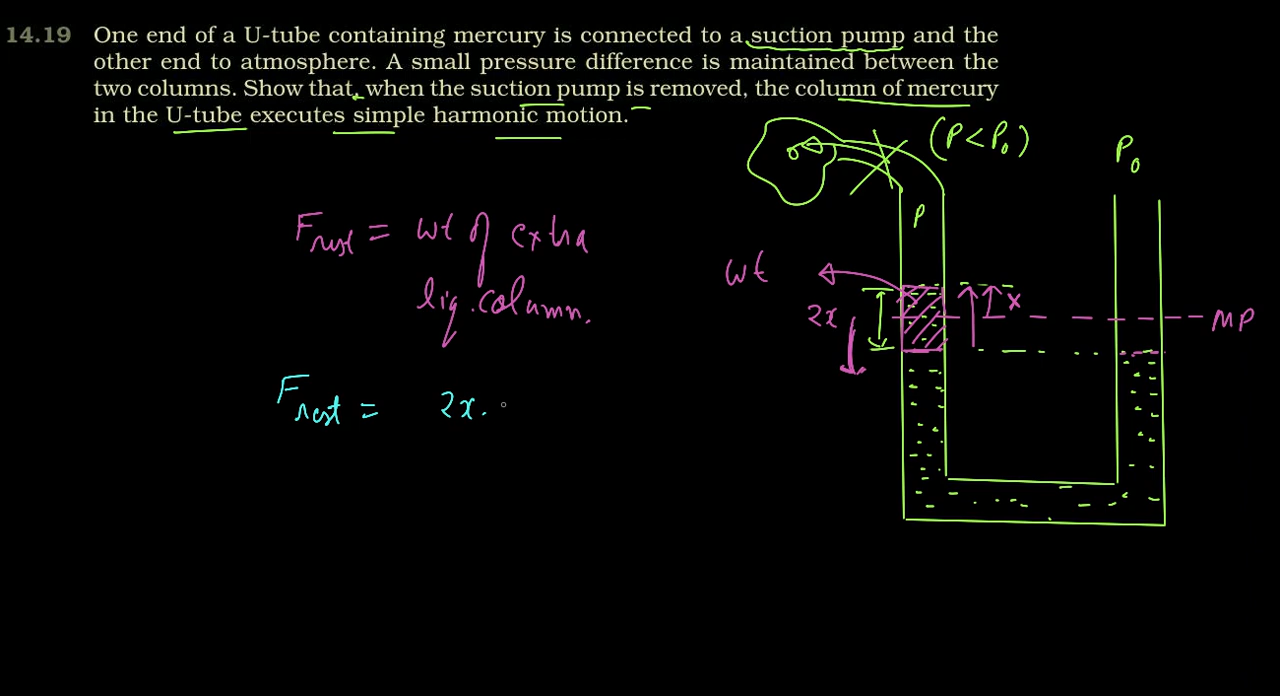 14.19 One end of a U-tube containing mercury is connected to a suction pump and the
other end to atmosphere. A small pressure difference is maintained between the
two columns. Show that, when the suction pump is removed, the column of mercury
in the U-tube executes simple harmonic motion.
(P < P₀)
P₀
P
F_rest = wt of extra
liq. column.
wt
x
2x
MP
F_rest = 2x.